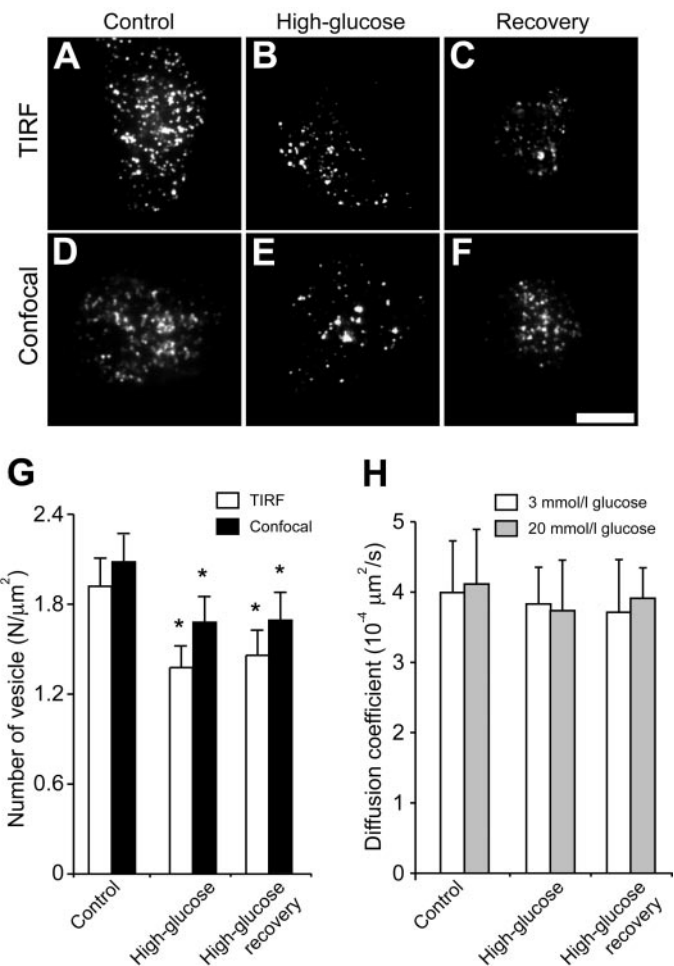 Control High-glucose Recovery
A B C
TIRF
D E F
Confocal
G
TIRF
Confocal
Number of vesicle (N/μm²)
2.4
1.8
1.2
0.6
0
* * * *
Control
High-glucose
High-glucose
recovery
H
3 mmol/l glucose
20 mmol/l glucose
Diffusion coefficient (10⁻⁴ μm²/s)
5
4
3
2
1
0
Control
High-glucose
High-glucose
recovery